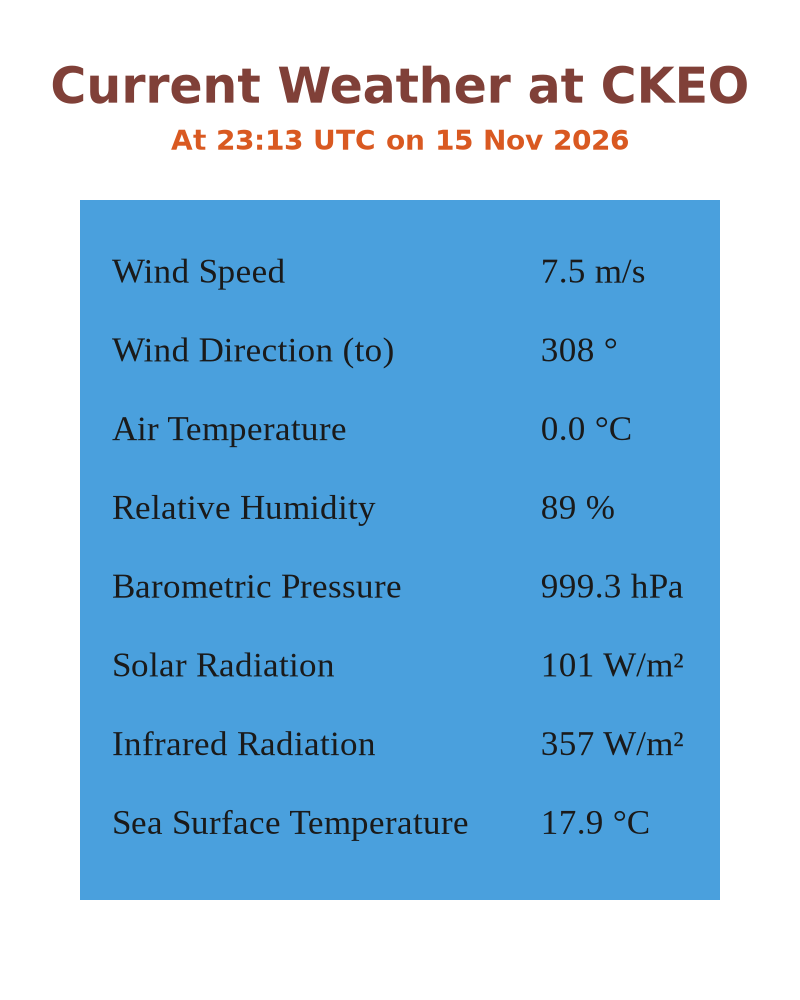 Current Weather at CKEO
At 23:13 UTC on 15 Nov 2026
Wind Speed 7.5 m/s
Wind Direction (to) 308 °
Air Temperature 0.0 °C
Relative Humidity 89 %
Barometric Pressure 999.3 hPa
Solar Radiation 101 W/m²
Infrared Radiation 357 W/m²
Sea Surface Temperature 17.9 °C